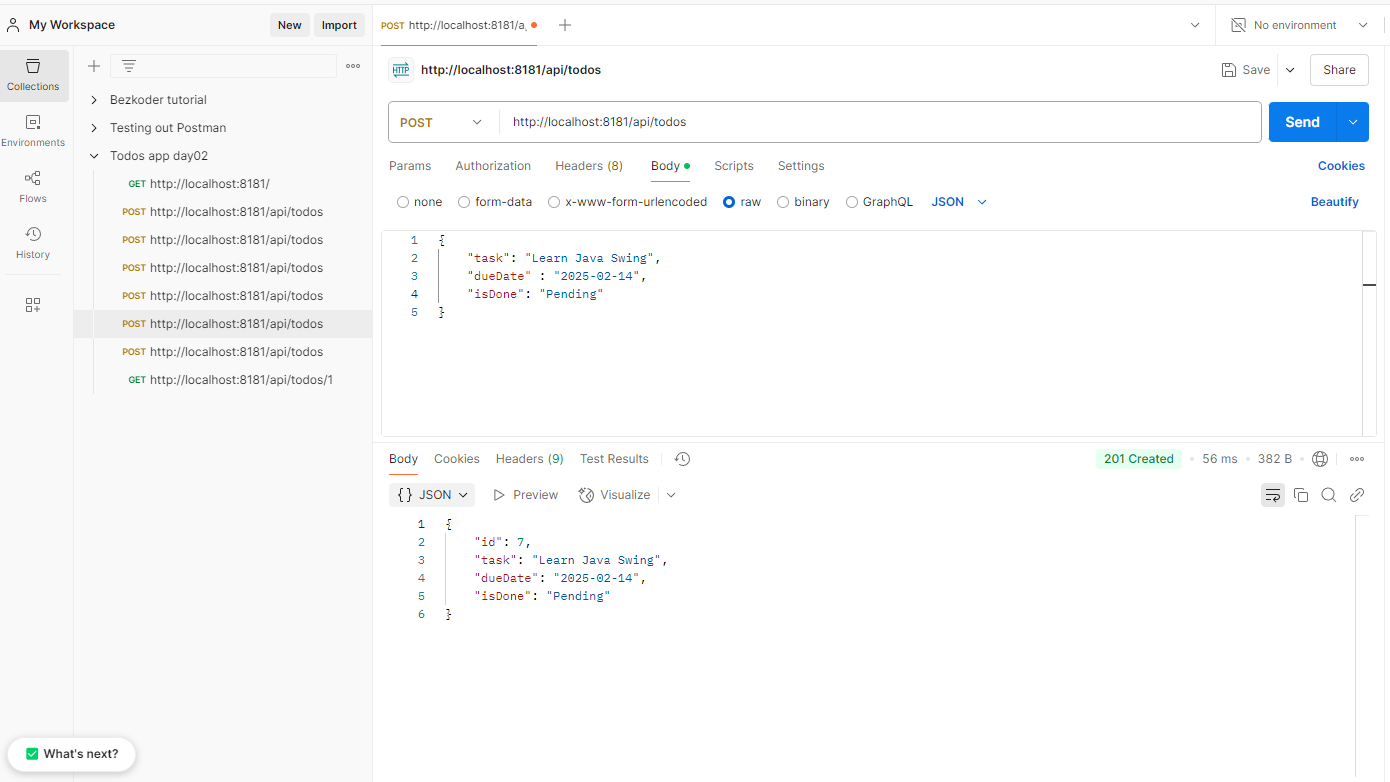 My Workspace
New
Import
POST http://localhost:8181/a
No environment
Collections
Environments
Flows
History
Bezkoder tutorial
Testing out Postman
Todos app day02
GET http://localhost:8181/
POST http://localhost:8181/api/todos
POST http://localhost:8181/api/todos
POST http://localhost:8181/api/todos
POST http://localhost:8181/api/todos
POST http://localhost:8181/api/todos
POST http://localhost:8181/api/todos
GET http://localhost:8181/api/todos/1
HTTP http://localhost:8181/api/todos
Save
Share
POST http://localhost:8181/api/todos
Send
Params Authorization Headers (8) Body Scripts Settings
Cookies
none form-data x-www-form-urlencoded raw binary GraphQL JSON
Beautify
1 {
2 "task": "Learn Java Swing",
3 "dueDate" : "2025-02-14",
4 "isDone": "Pending"
5 }
Body Cookies Headers (9) Test Results
201 Created 56 ms 382 B
{} JSON Preview Visualize
1 {
2 "id": 7,
3 "task": "Learn Java Swing",
4 "dueDate": "2025-02-14",
5 "isDone": "Pending"
6 }
What's next?